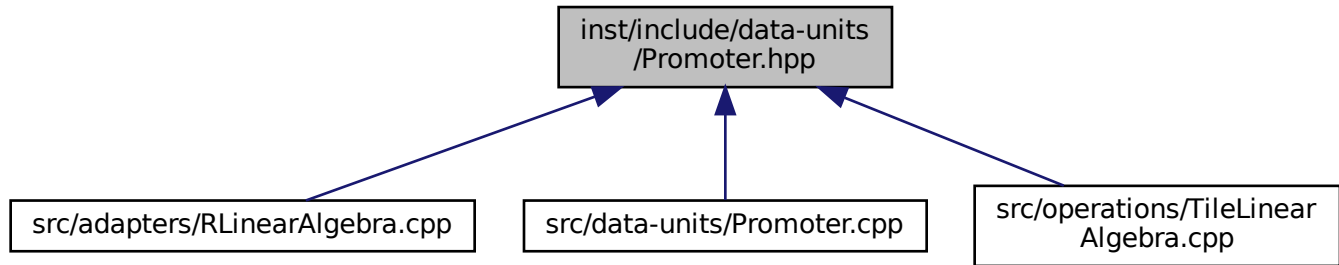 inst/include/data-units
/Promoter.hpp
src/adapters/RLinearAlgebra.cpp
src/data-units/Promoter.cpp
src/operations/TileLinear
Algebra.cpp